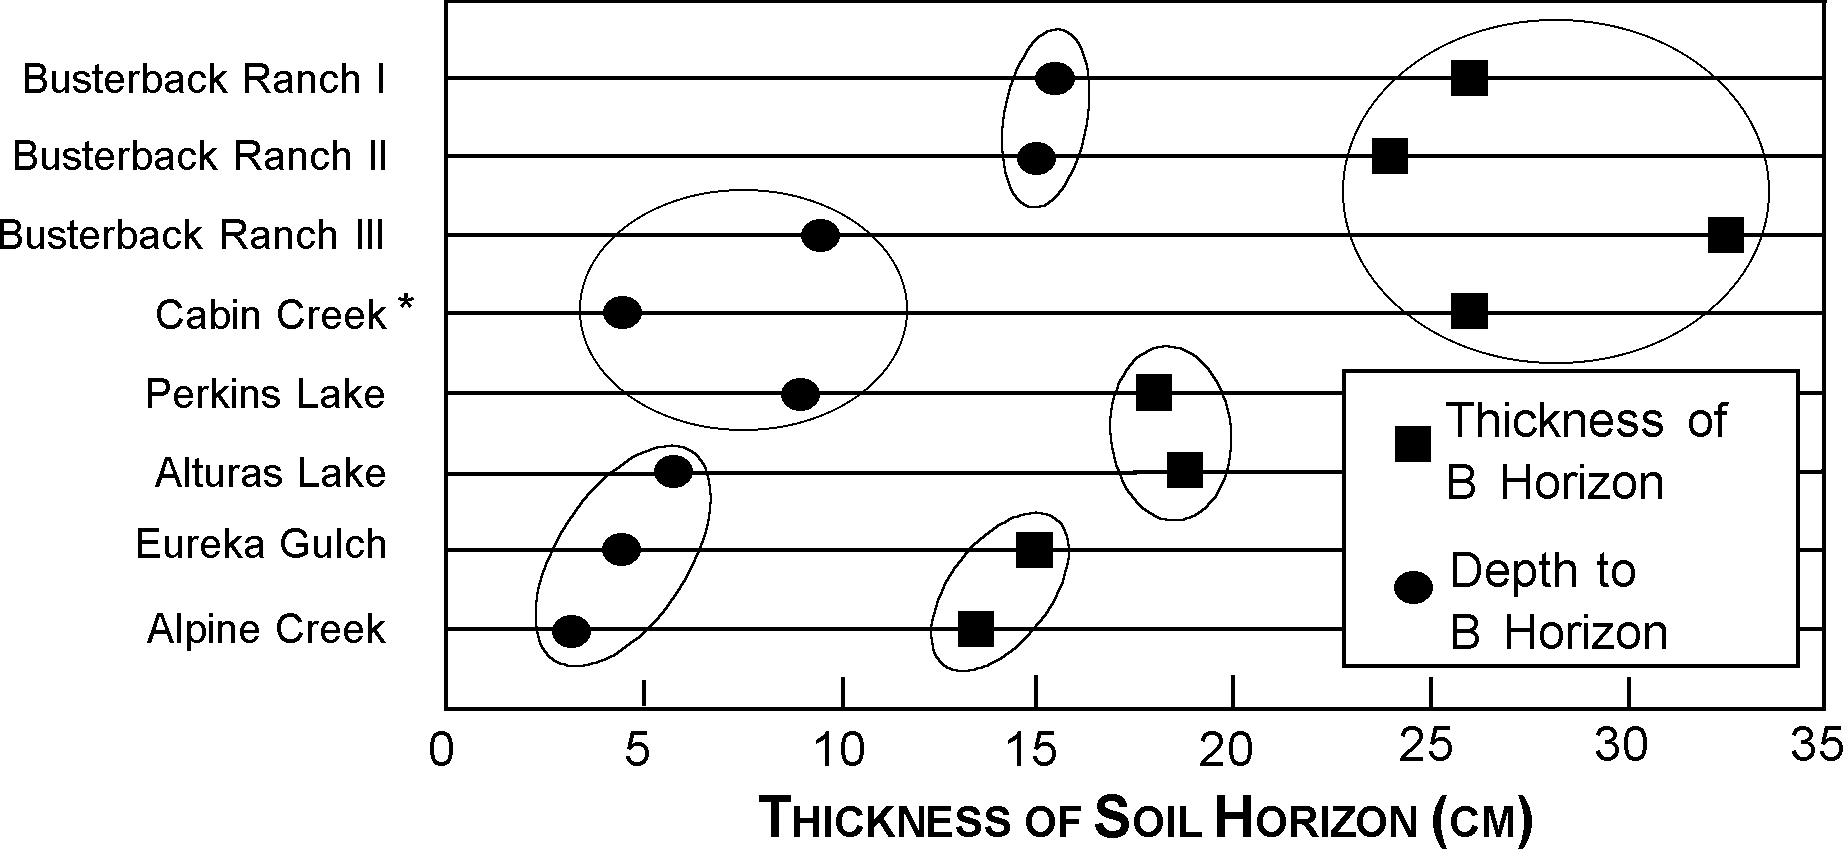 Busterback Ranch I
Busterback Ranch II
Busterback Ranch III
Cabin Creek *
Perkins Lake
Alturas Lake
Eureka Gulch
Alpine Creek
Thickness of
B Horizon
Depth to
B Horizon
0 5 10 15 20 25 30 35
THICKNESS OF SOIL HORIZON (CM)